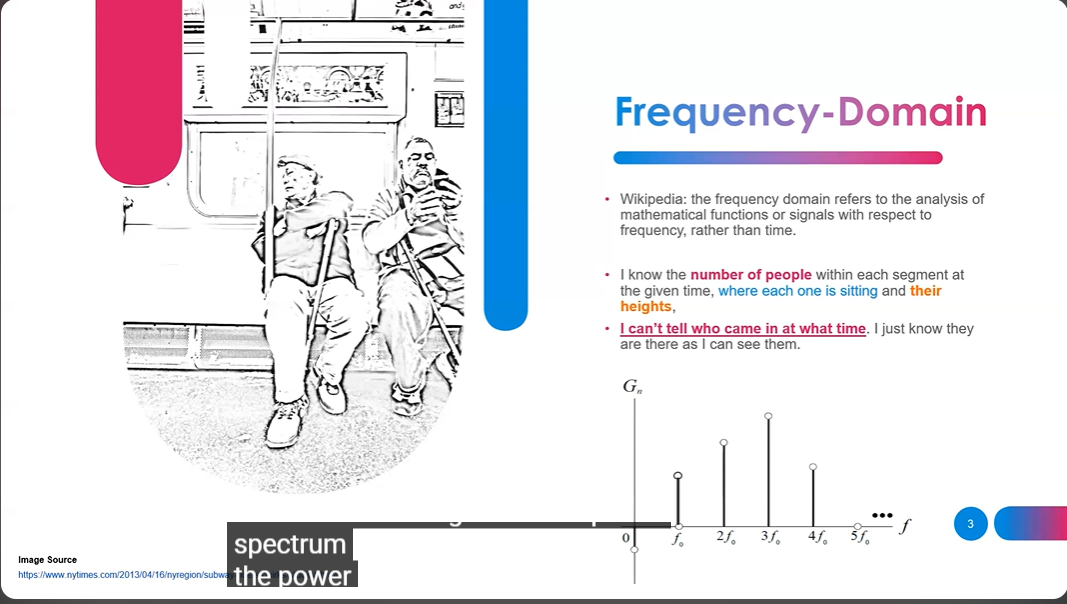 Frequency-Domain
• Wikipedia: the frequency domain refers to the analysis of
mathematical functions or signals with respect to
frequency, rather than time.
• I know the number of people within each segment at
the given time, where each one is sitting and their
heights,
• I can't tell who came in at what time. I just know they
are there as I can see them.
Gₙ
0 f₀ 2f₀ 3f₀ 4f₀ 5f₀ ••• f
3
spectrum
the power
Image Source
https://www.nytimes.com/2013/04/16/nyregion/subway